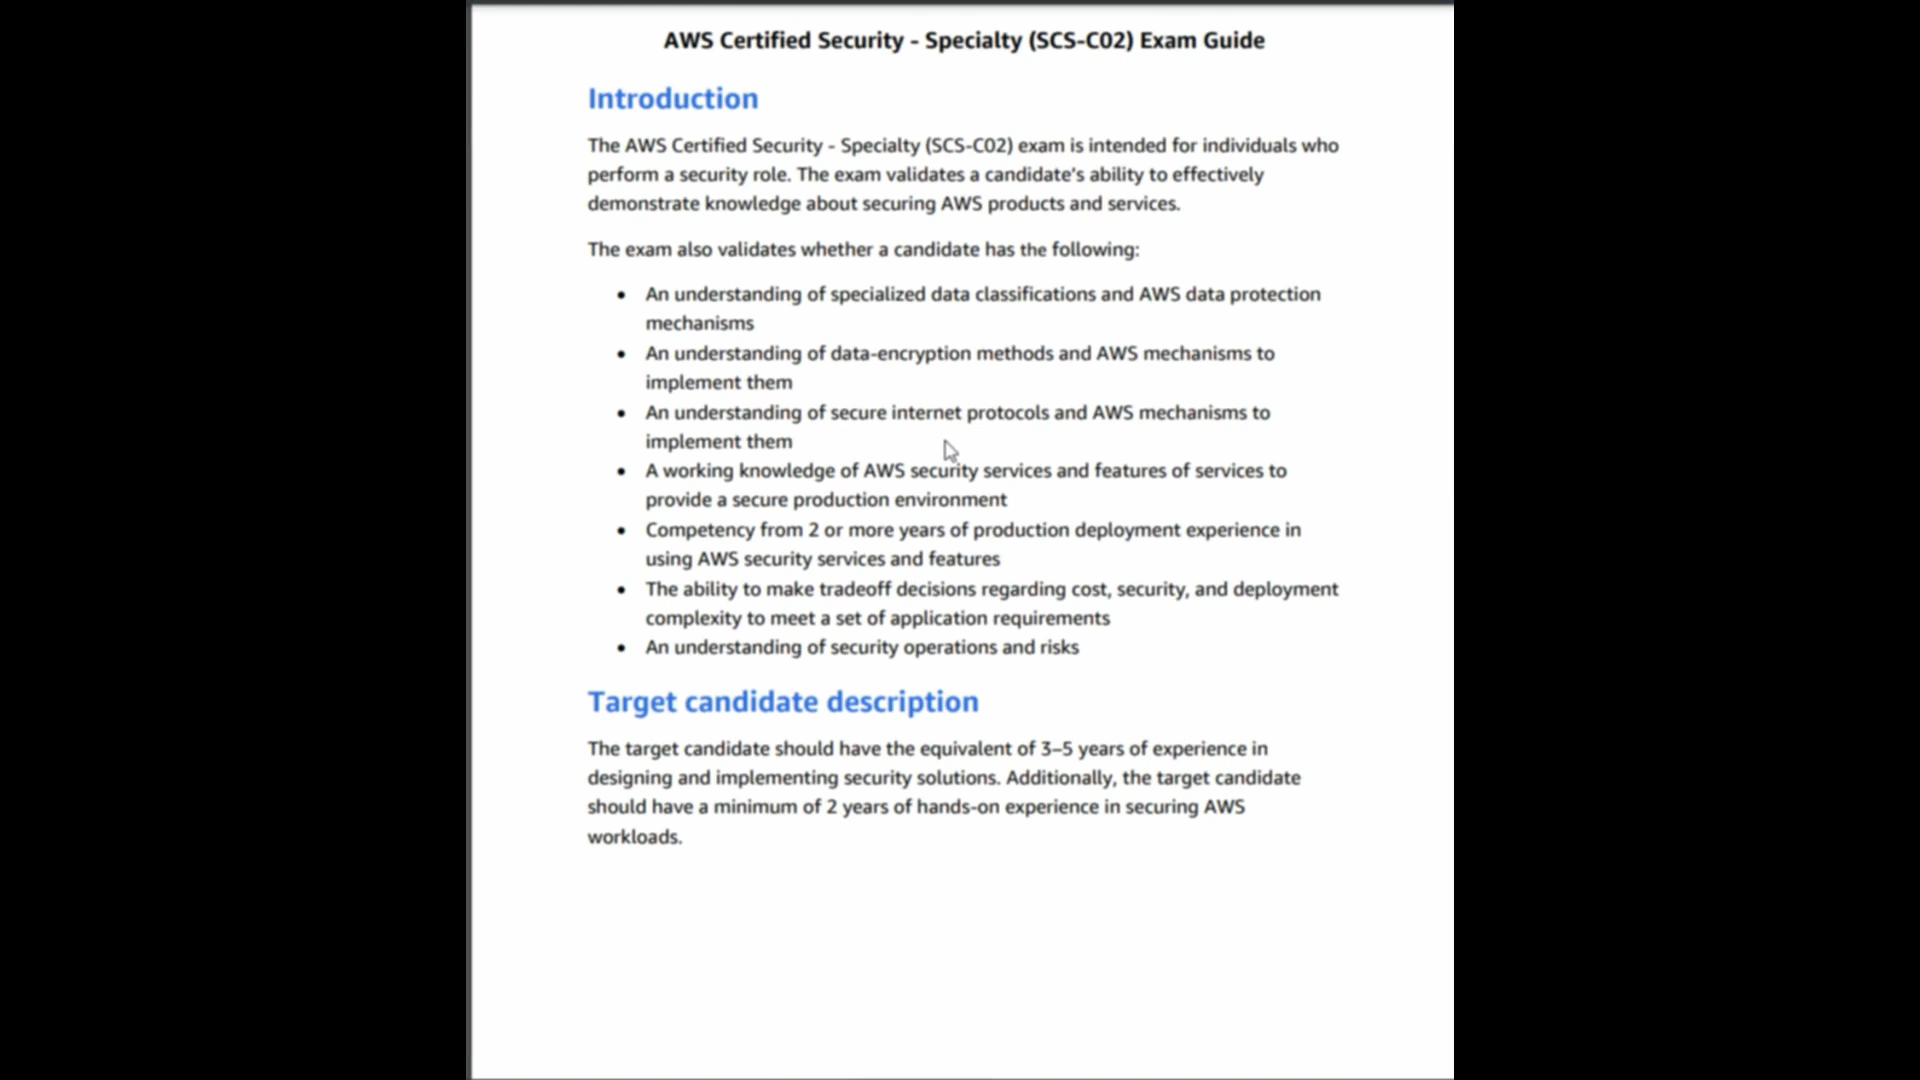 AWS Certified Security - Specialty (SCS-C02) Exam Guide
Introduction
The AWS Certified Security - Specialty (SCS-C02) exam is intended for individuals who
perform a security role. The exam validates a candidate's ability to effectively
demonstrate knowledge about securing AWS products and services.
The exam also validates whether a candidate has the following:
• An understanding of specialized data classifications and AWS data protection
mechanisms
• An understanding of data-encryption methods and AWS mechanisms to
implement them
• An understanding of secure internet protocols and AWS mechanisms to
implement them
• A working knowledge of AWS security services and features of services to
provide a secure production environment
• Competency from 2 or more years of production deployment experience in
using AWS security services and features
• The ability to make tradeoff decisions regarding cost, security, and deployment
complexity to meet a set of application requirements
• An understanding of security operations and risks
Target candidate description
The target candidate should have the equivalent of 3–5 years of experience in
designing and implementing security solutions. Additionally, the target candidate
should have a minimum of 2 years of hands-on experience in securing AWS
workloads.